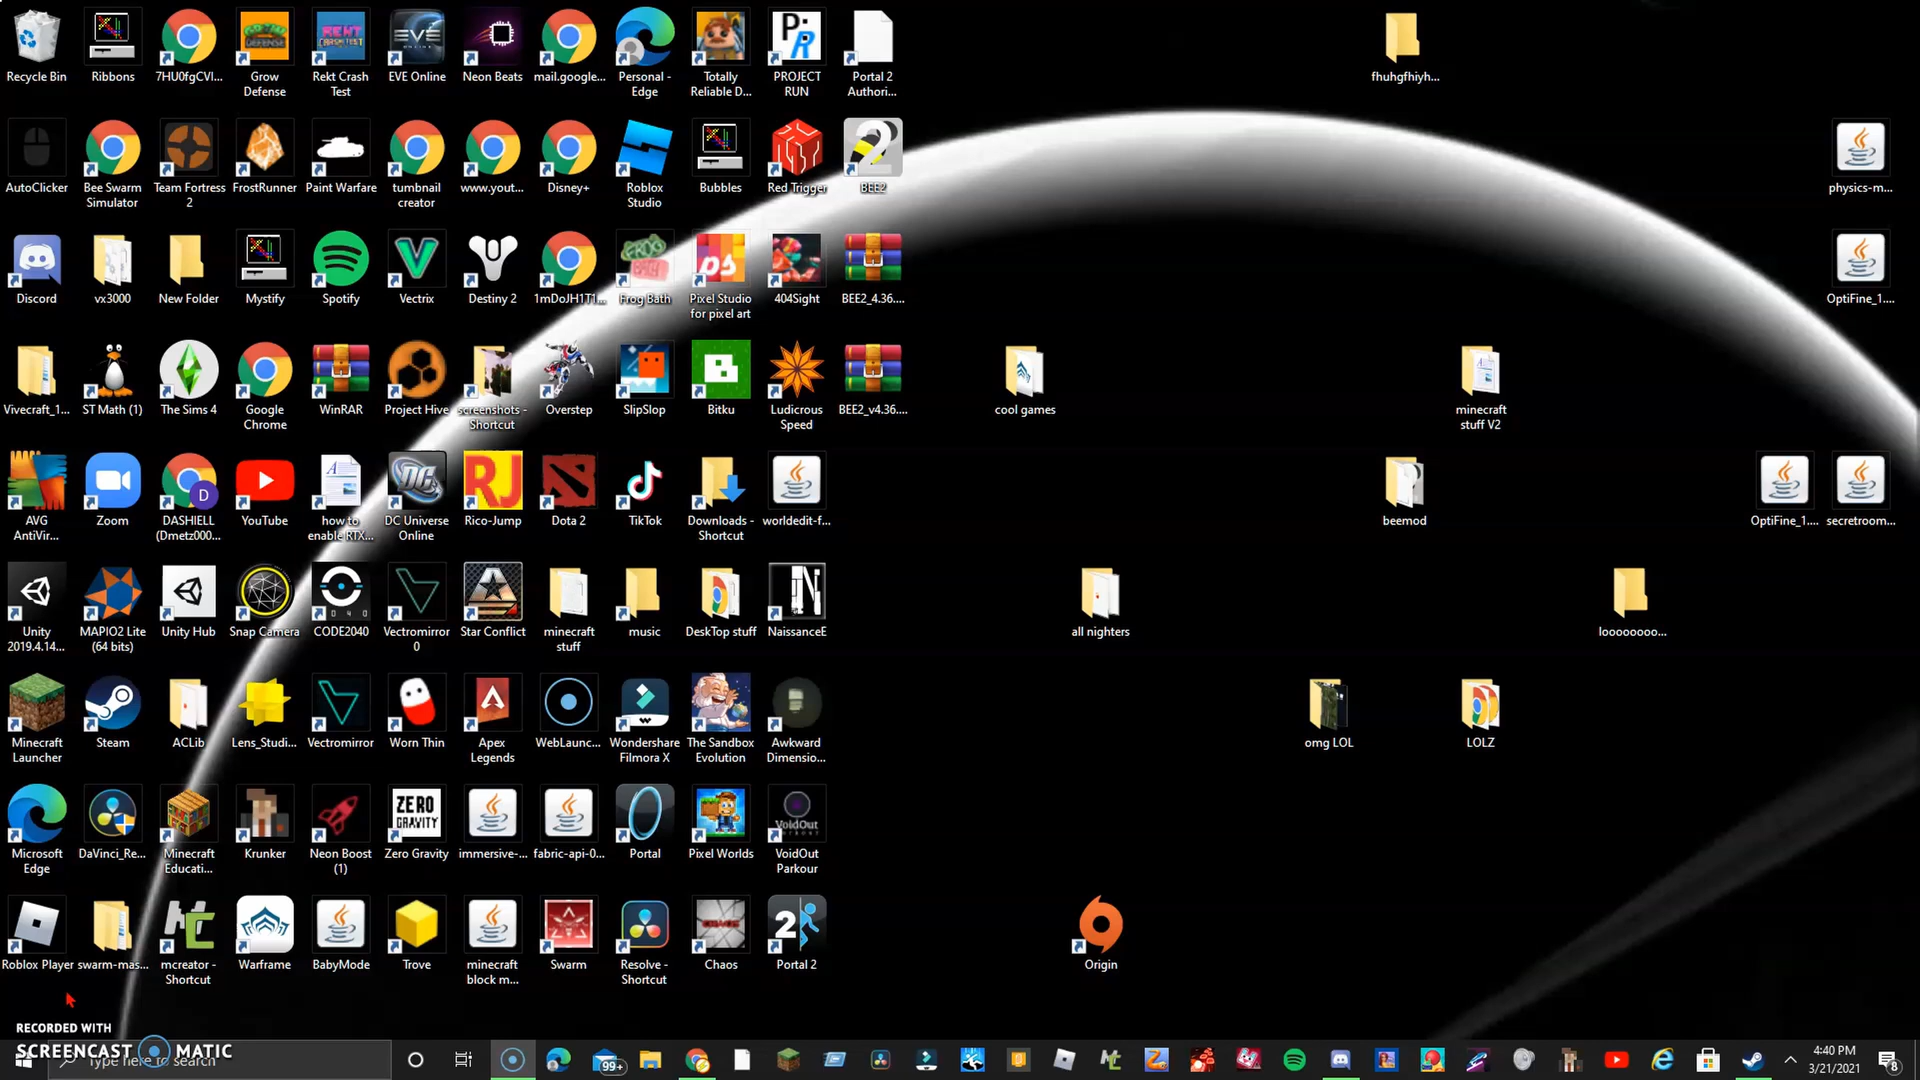 Recycle Bin
Ribbons
7HU0fgCVI...
Grow
Defense
Rekt Crash
Test
EVE Online
Neon Beats
mail.google...
Personal -
Edge
Totally
Reliable D...
PROJECT
RUN
Portal 2
Authori...
fhuhgfhiyh...
AutoClicker
Bee Swarm
Simulator
Team Fortress
2
FrostRunner
Paint Warfare
tumbnail
creator
www.yout...
Disney+
Roblox
Studio
Bubbles
Red Trigger
BEE2
physics-m...
Discord
vx3000
New Folder
Mystify
Spotify
Vectrix
Destiny 2
1mDoJH1T1...
Frog Bath
Pixel Studio
for pixel art
404Sight
BEE2_4.36....
OptiFine_1....
Vivecraft_1...
ST Math (1)
The Sims 4
Google
Chrome
WinRAR
Project Hive
screenshots -
Shortcut
Overstep
SlipSlop
Bitku
Ludicrous
Speed
BEE2_v4.36....
cool games
minecraft
stuff V2
AVG
AntiVir...
Zoom
DASHIELL
(Dmetz000...
YouTube
how to
enable RTX...
DC Universe
Online
Rico-Jump
Dota 2
TikTok
Downloads -
Shortcut
worldedit-f...
beemod
OptiFine_1....
secretroom...
Unity
2019.4.14...
MAPIO2 Lite
(64 bits)
Unity Hub
Snap Camera
CODE2040
Vectromirror
0
Star Conflict
minecraft
stuff
music
DeskTop stuff
NaissanceE
all nighters
loooooooo...
Minecraft
Launcher
Steam
ACLib
Lens_Studi...
Vectromirror
Worn Thin
Apex
Legends
WebLaunc...
Wondershare
Filmora X
The Sandbox
Evolution
Awkward
Dimensio...
omg LOL
LOLZ
Microsoft
Edge
DaVinci_Re...
Minecraft
Educati...
Krunker
Neon Boost
(1)
ZERO
GRAVITY
Zero Gravity
immersive-...
fabric-api-0...
Portal
Pixel Worlds
VoidOut
Parkour
Roblox Player
swarm-mas...
mcreator -
Shortcut
Warframe
BabyMode
Trove
minecraft
block m...
Swarm
Resolve -
Shortcut
Chaos
Portal 2
Origin
RECORDED WITH
SCREENCAST MATIC
Type here to search
99+
4:40 PM
3/21/2021
8